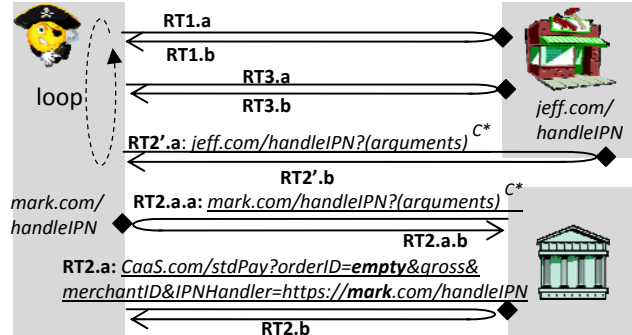 RT1.a
RT1.b
loop
RT3.a
RT3.b
jeff.com/
handleIPN
RT2'.a: jeff.com/handleIPN?(arguments) C*
RT2'.b
mark.com/
handleIPN
RT2.a.a: mark.com/handleIPN?(arguments) C*
RT2.a.b
RT2.a: CaaS.com/stdPay?orderID=empty&gross&
merchantID&IPNHandler=https://mark.com/handleIPN
RT2.b